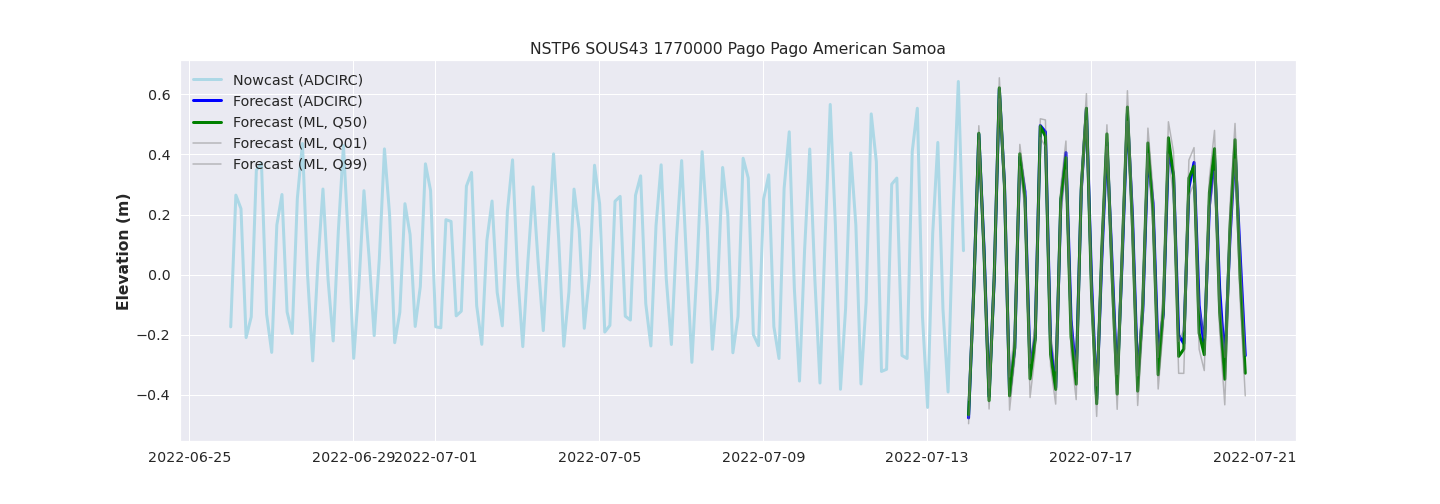 NSTP6 SOUS43 1770000 Pago Pago American Samoa
Nowcast (ADCIRC)
Forecast (ADCIRC)
Forecast (ML, Q50)
Forecast (ML, Q01)
Forecast (ML, Q99)
Elevation (m)
0.6
0.4
0.2
0.0
−0.2
−0.4
2022-06-25 2022-06-29 2022-07-01 2022-07-05 2022-07-09 2022-07-13 2022-07-17 2022-07-21